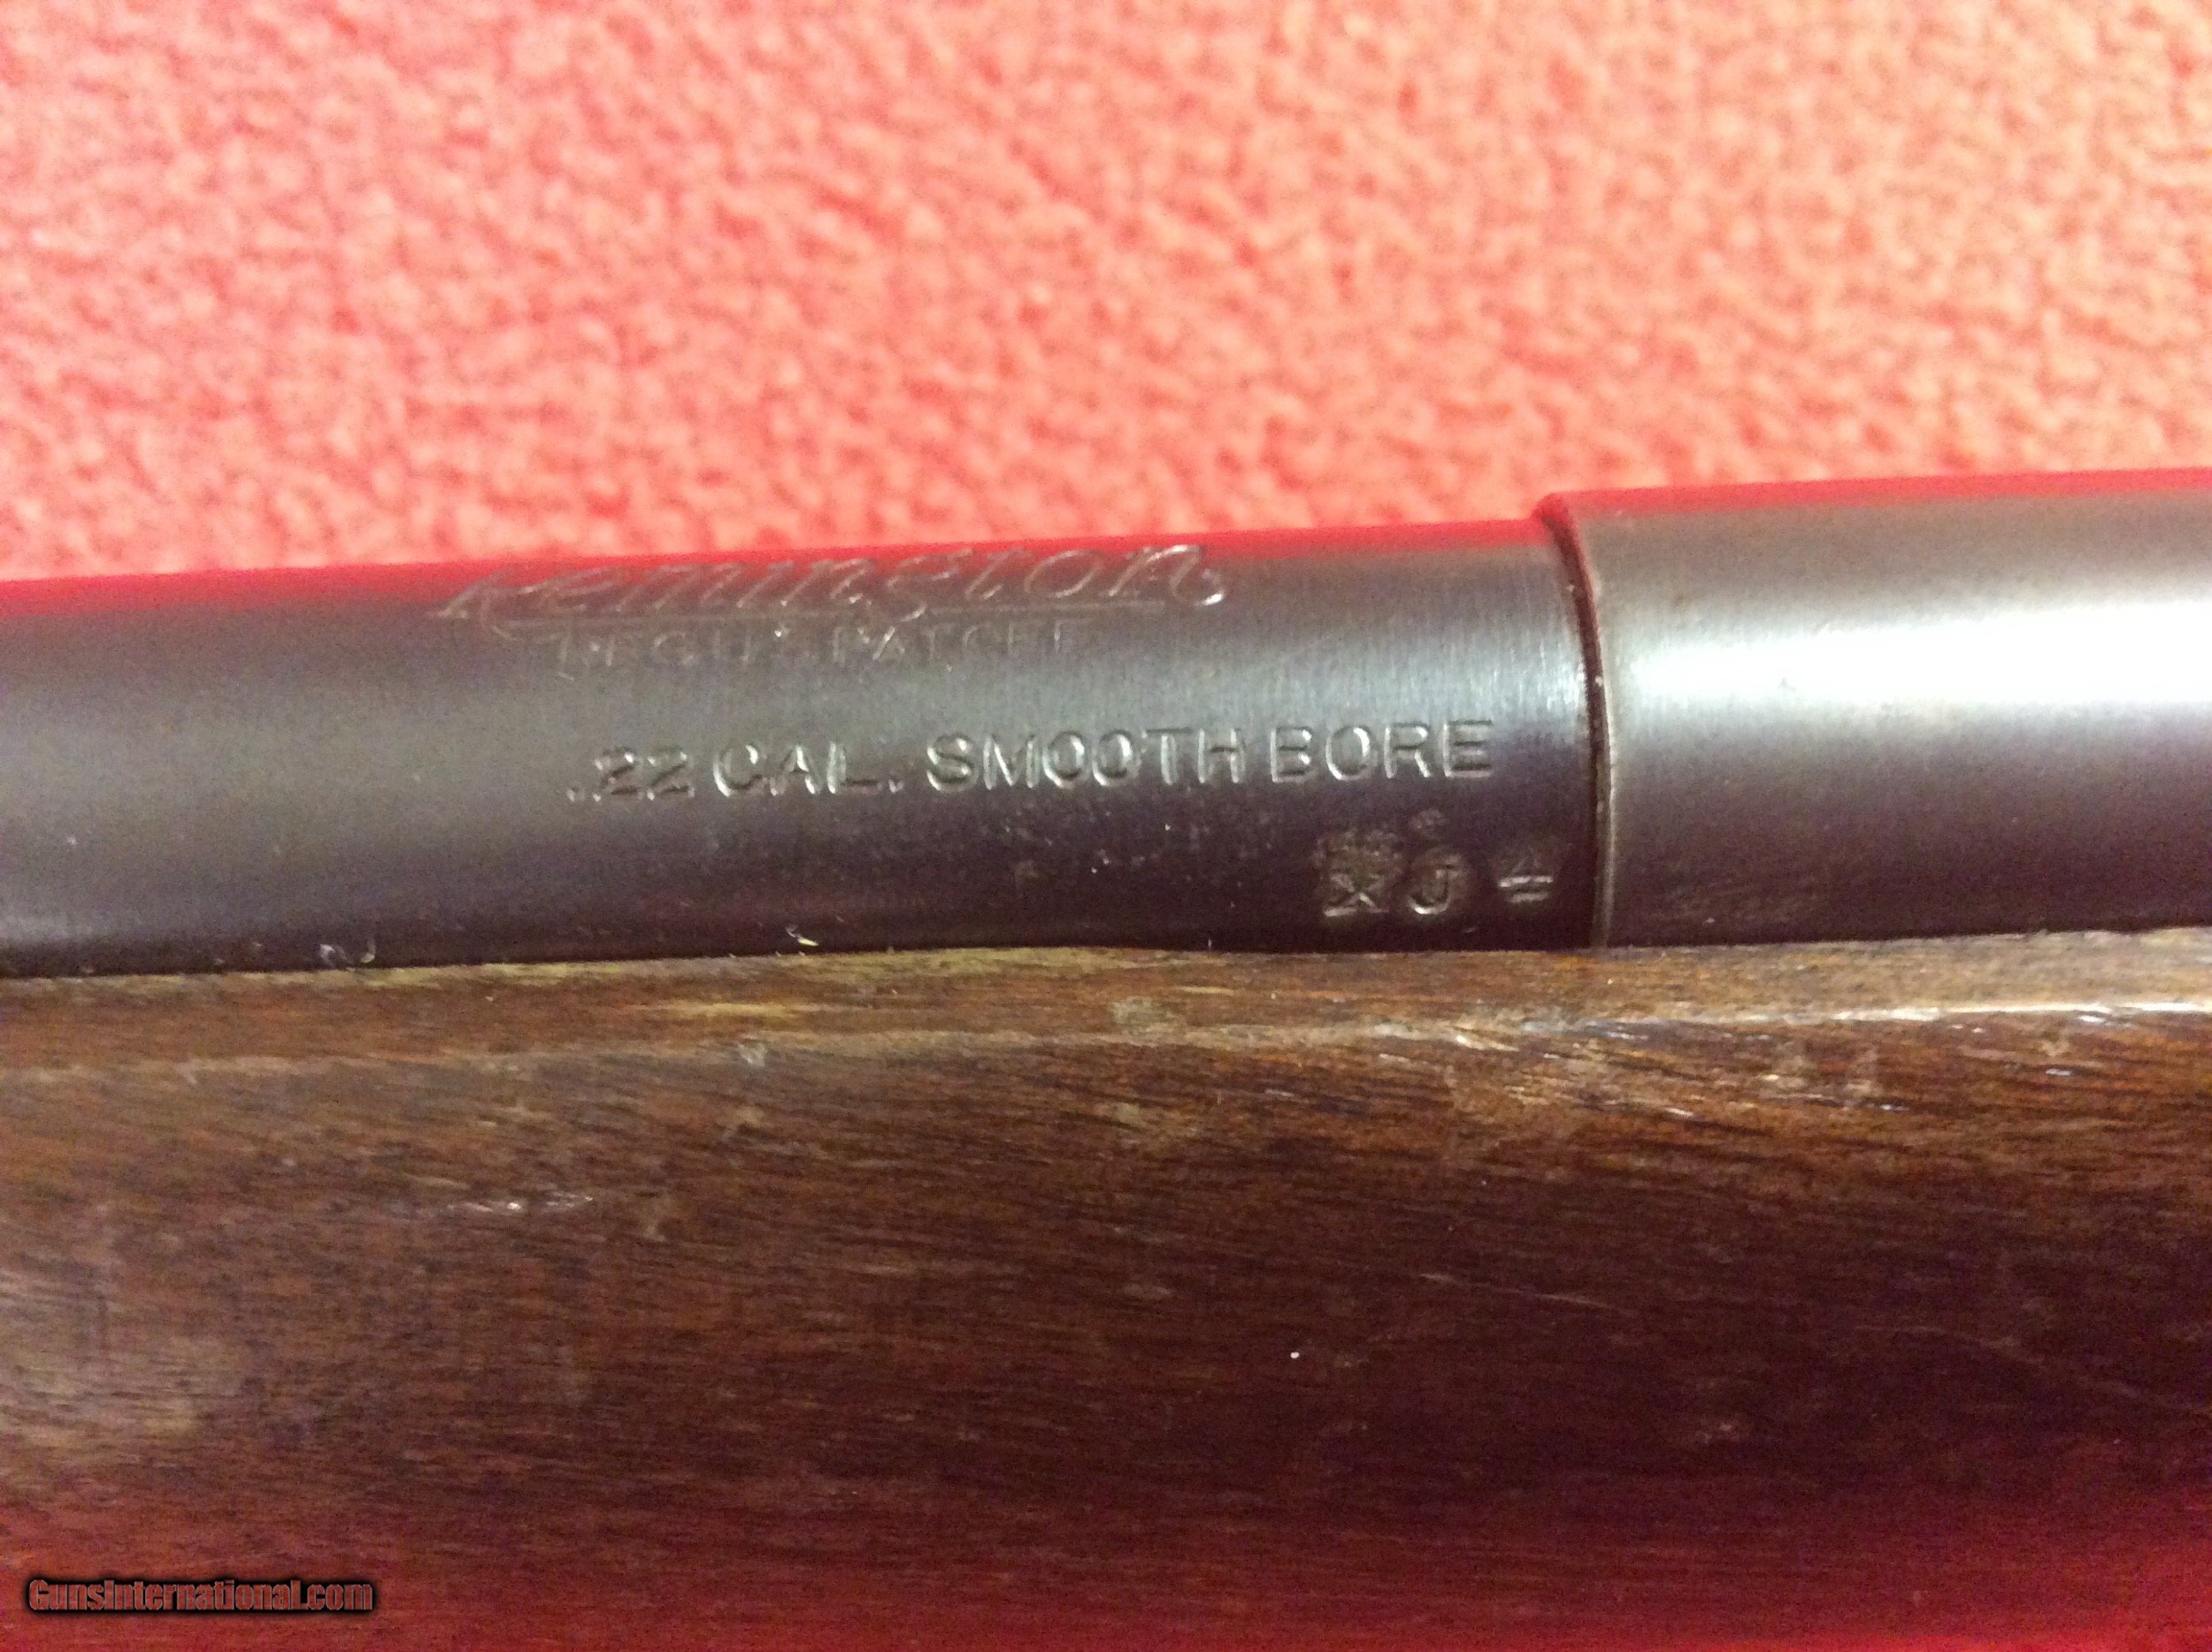 Remington
REG. U.S. PAT. OFF.
.22 CAL. SMOOTH BORE
J
GunsInternational.com